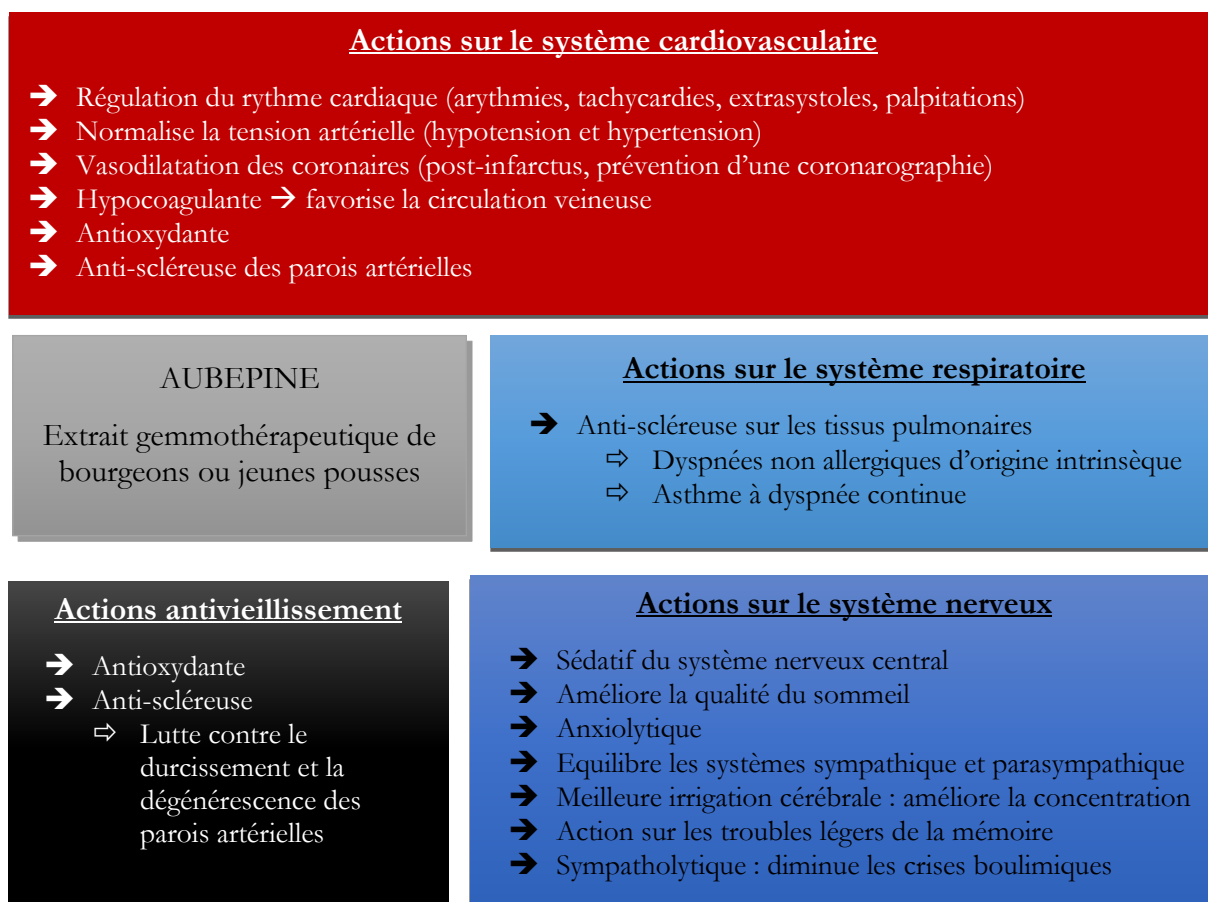 Actions sur le système cardiovasculaire
➔ Régulation du rythme cardiaque (arythmies, tachycardies, extrasystoles, palpitations)
➔ Normalise la tension artérielle (hypotension et hypertension)
➔ Vasodilatation des coronaires (post-infarctus, prévention d’une coronarographie)
➔ Hypocoagulante → favorise la circulation veineuse
➔ Antioxydante
➔ Anti-scléreuse des parois artérielles
AUBEPINE
Extrait gemmothérapeutique de
bourgeons ou jeunes pousses
Actions sur le système respiratoire
➔ Anti-scléreuse sur les tissus pulmonaires
⇨ Dyspnées non allergiques d’origine intrinsèque
⇨ Asthme à dyspnée continue
Actions antivieillissement
➔ Antioxydante
➔ Anti-scléreuse
⇨ Lutte contre le
durcissement et la
dégénérescence des
parois artérielles
Actions sur le système nerveux
➔ Sédatif du système nerveux central
➔ Améliore la qualité du sommeil
➔ Anxiolytique
➔ Equilibre les systèmes sympathique et parasympathique
➔ Meilleure irrigation cérébrale : améliore la concentration
➔ Action sur les troubles légers de la mémoire
➔ Sympatholytique : diminue les crises boulimiques